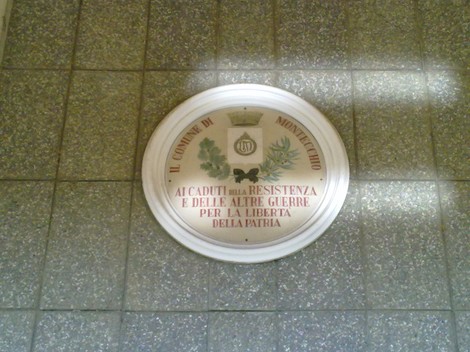 IL COMUNE DI MONTECCHIO
AI CADUTI DELLA RESISTENZA
E DELLE ALTRE GUERRE
PER LA LIBERTÀ
DELLA PATRIA